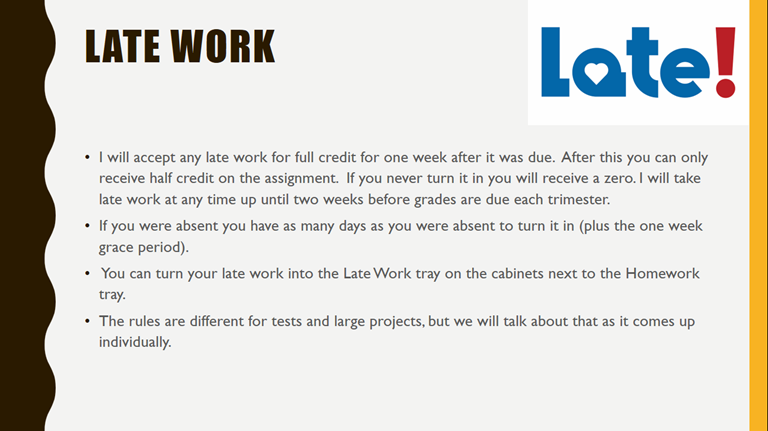 LATE WORK
Late!
• I will accept any late work for full credit for one week after it was due.  After this you can only
receive half credit on the assignment.  If you never turn it in you will receive a zero. I will take
late work at any time up until two weeks before grades are due each trimester.
• If you were absent you have as many days as you were absent to turn it in (plus the one week
grace period).
•  You can turn your late work into the Late Work tray on the cabinets next to the Homework
tray.
• The rules are different for tests and large projects, but we will talk about that as it comes up
individually.